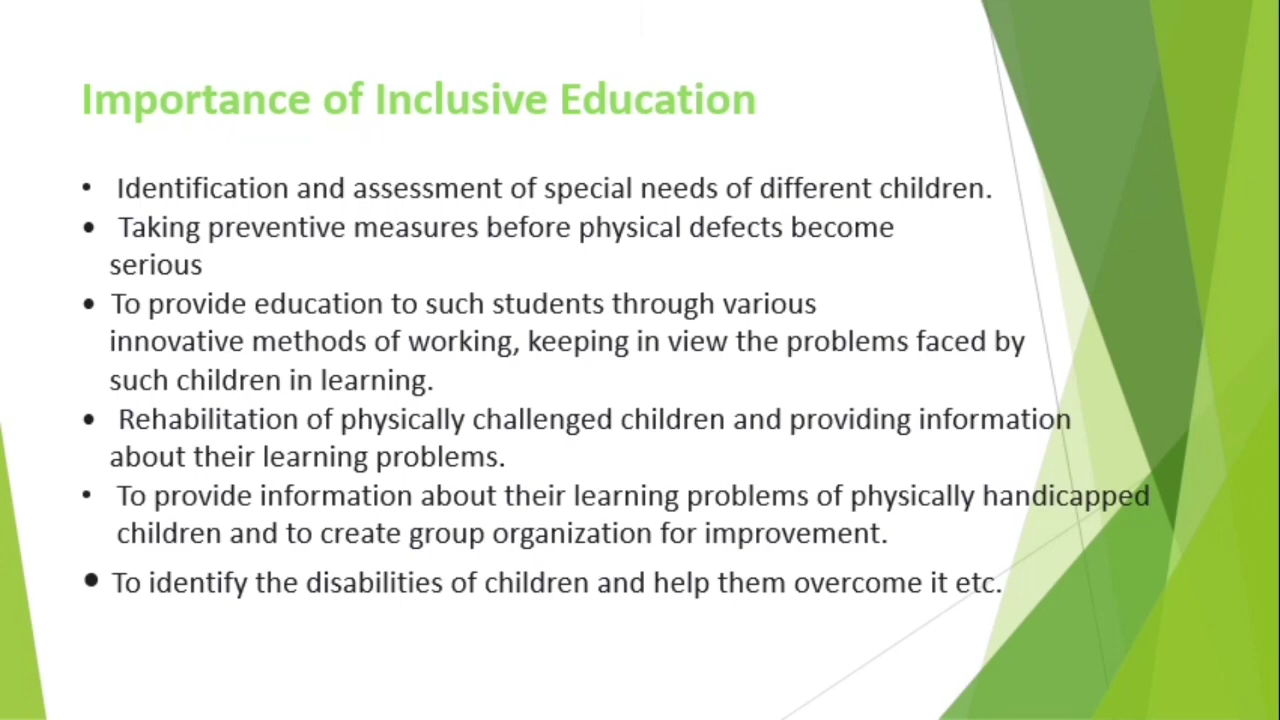 Importance of Inclusive Education
• Identification and assessment of special needs of different children.
• Taking preventive measures before physical defects become
serious
• To provide education to such students through various
innovative methods of working, keeping in view the problems faced by
such children in learning.
• Rehabilitation of physically challenged children and providing information
about their learning problems.
• To provide information about their learning problems of physically handicapped
children and to create group organization for improvement.
• To identify the disabilities of children and help them overcome it etc.